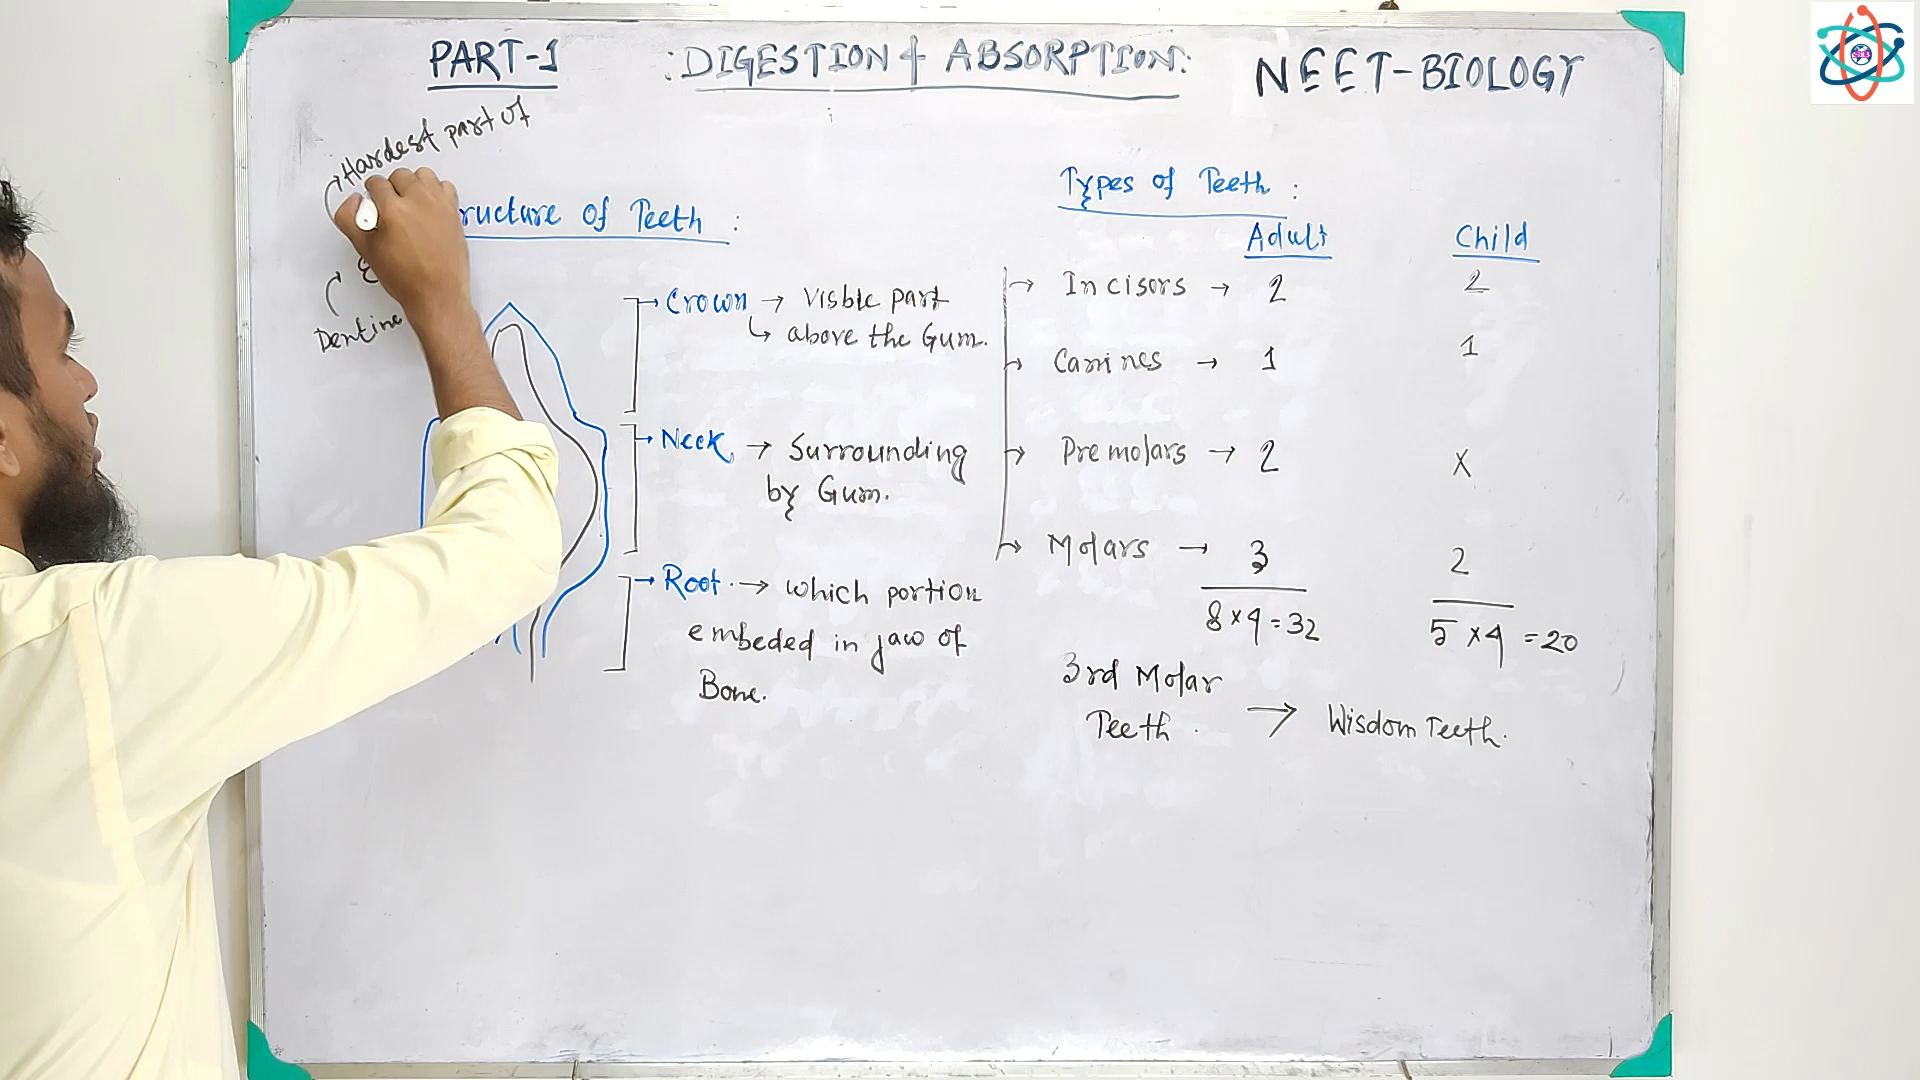 PART-1 :DIGESTION & ABSORPTION: NEET-BIOLOGY
Hardest part of
ructure of Teeth :
Dentine
Crown → Visble part
↳ above the Gum.
Neck → Surrounding
by Gum.
Root. → which portion
embeded in jaw of
Bone.
Types of Teeth :
Adult Child
Incisors → 2 2
Canines → 1 1
Premolars → 2 X
Molars → 3 2
8×4=32 5×4=20
3rd Molar
Teeth. → Wisdom Teeth.